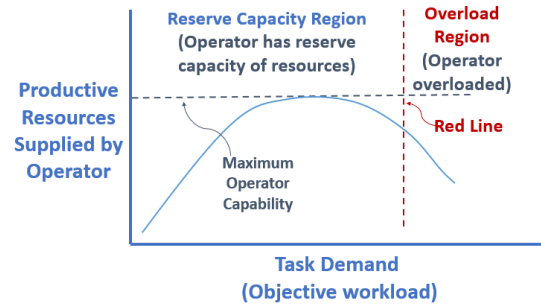 Reserve Capacity Region
(Operator has reserve
capacity of resources)
Overload
Region
(Operator
overloaded)
Productive
Resources
Supplied by
Operator
Red Line
Maximum
Operator
Capability
Task Demand
(Objective workload)